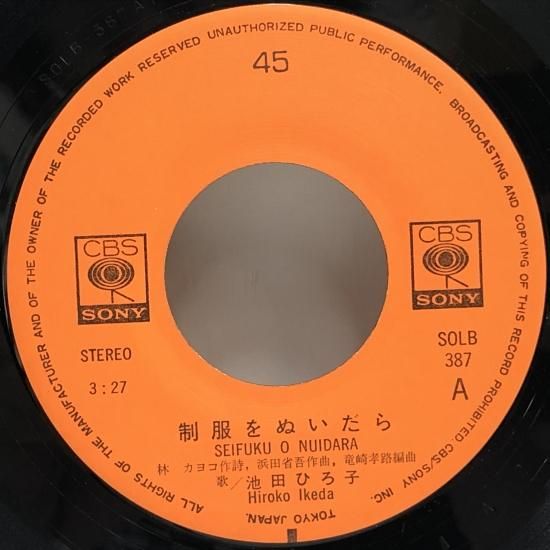 ALL RIGHTS OF THE MANUFACTURER AND OF THE OWNER OF THE RECORDED WORK RESERVED UNAUTHORIZED PUBLIC PERFORMANCE. BROADCASTING AND COPYING OF THIS RECORD PROHIBITED. CBS/SONY INC. TOKYO JAPAN.
45
CBS
SONY
CBS
SONY
STEREO
3:27
SOLB
387
A
制服をぬいだら
SEIFUKU O NUIDARA
林 カヨコ作詩, 浜田省吾作曲, 竜崎孝路編曲
歌/池田ひろ子
Hiroko Ikeda
SOLB 387 A